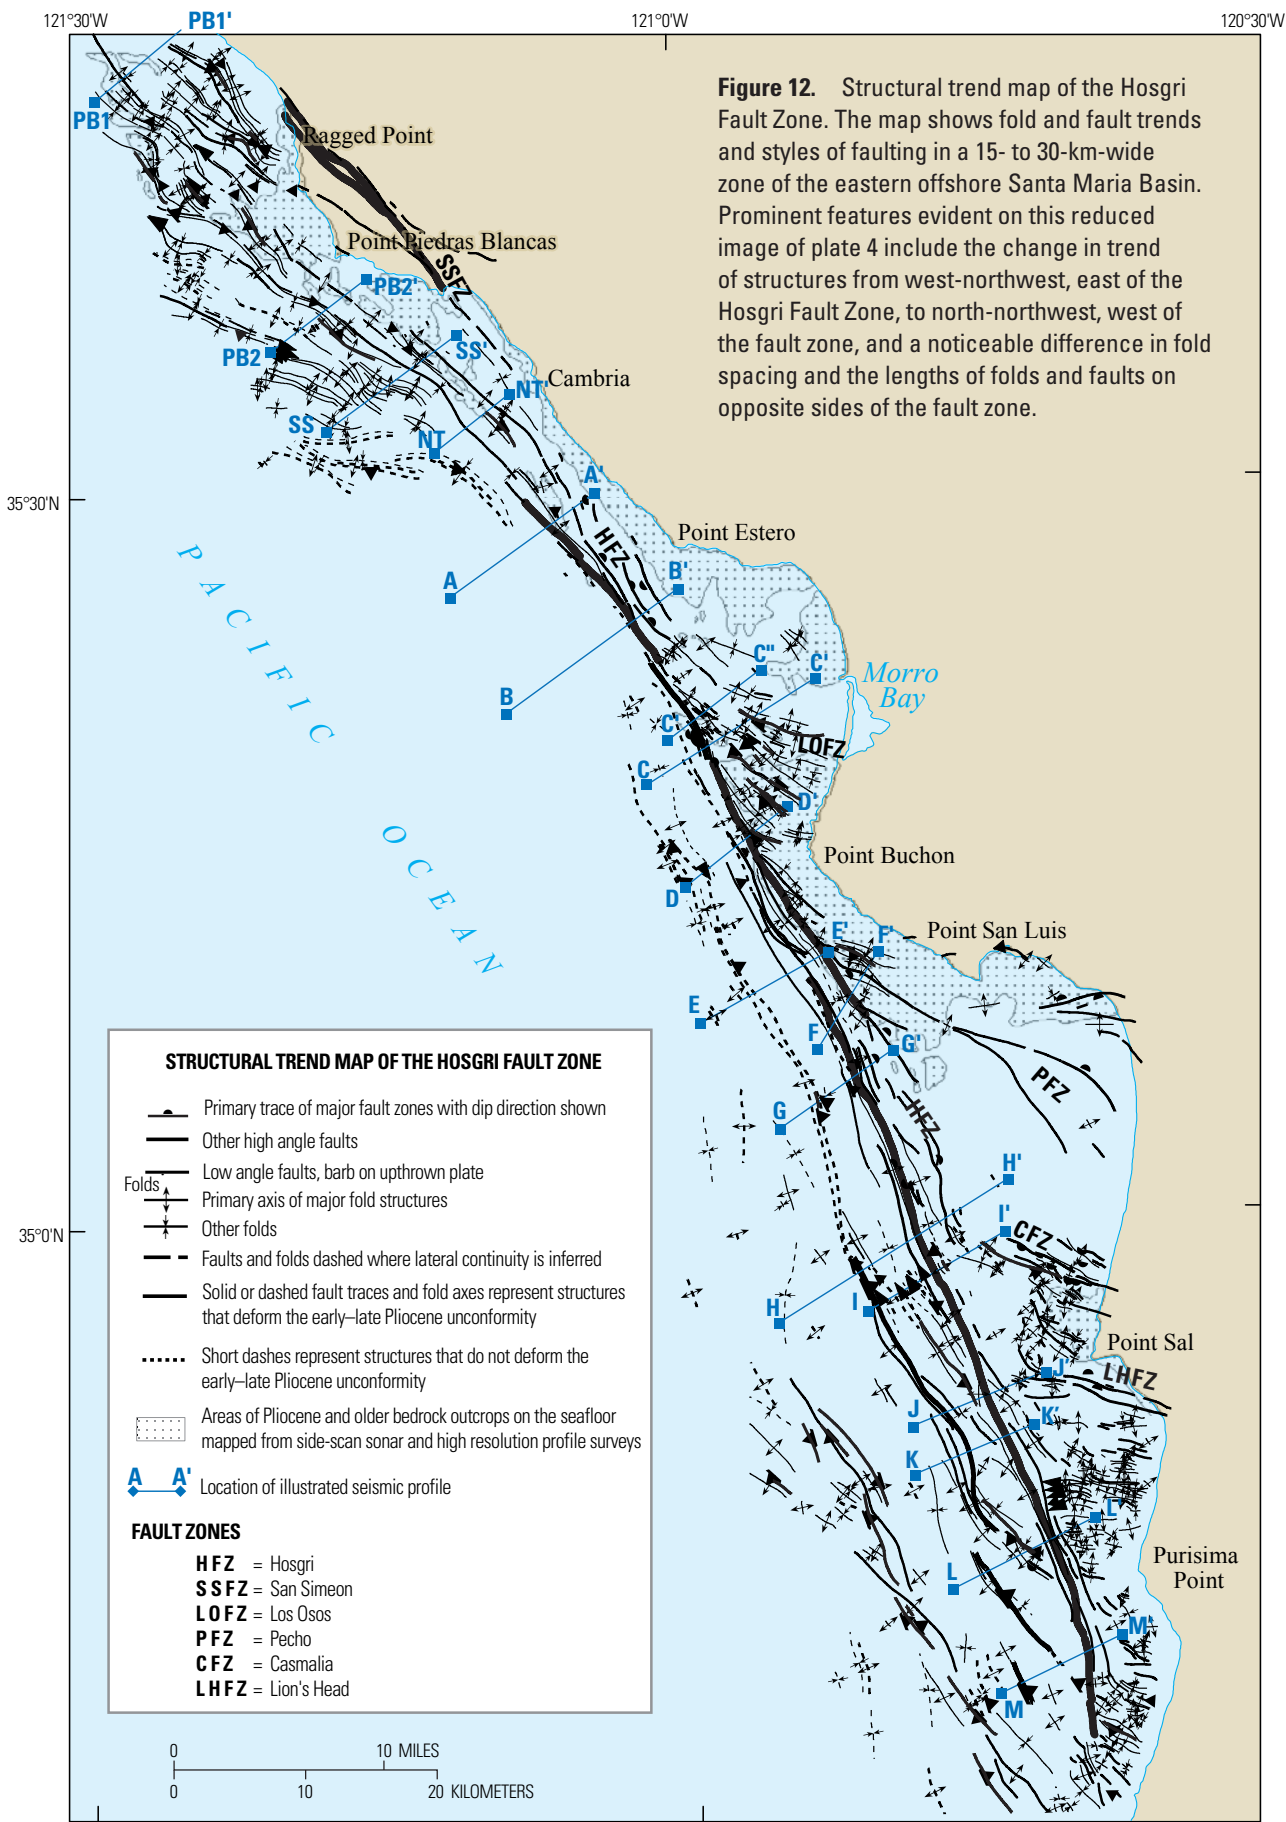 121°30'W
121°0'W
120°30'W
PB1'
PB1
Figure 12. Structural trend map of the Hosgri
Fault Zone. The map shows fold and fault trends
and styles of faulting in a 15- to 30-km-wide
zone of the eastern offshore Santa Maria Basin.
Prominent features evident on this reduced
image of plate 4 include the change in trend
of structures from west-northwest, east of the
Hosgri Fault Zone, to north-northwest, west of
the fault zone, and a noticeable difference in fold
spacing and the lengths of folds and faults on
opposite sides of the fault zone.
Ragged Point
Point Piedras Blancas
SSFZ
PB2'
PB2
SS'
SS
NT'
Cambria
NT
35°30'N
A'
A
HFZ
Point Estero
B'
B
PACIFIC
OCEAN
C"
C'
Morro
Bay
C'
LOFZ
C
D'
Point Buchon
D
E'
F'
Point San Luis
E
F
G'
PFZ
G
HFZ
H'
35°0'N
I'
CFZ
H
I
Point Sal
J'
LHFZ
J
K'
K
L'
Purisima
Point
L
M'
M
STRUCTURAL TREND MAP OF THE HOSGRI FAULT ZONE
Primary trace of major fault zones with dip direction shown
Other high angle faults
Low angle faults, barb on upthrown plate
Folds
Primary axis of major fold structures
Other folds
Faults and folds dashed where lateral continuity is inferred
Solid or dashed fault traces and fold axes represent structures
that deform the early–late Pliocene unconformity
Short dashes represent structures that do not deform the
early–late Pliocene unconformity
Areas of Pliocene and older bedrock outcrops on the seafloor
mapped from side-scan sonar and high resolution profile surveys
A A' Location of illustrated seismic profile
FAULT ZONES
HFZ = Hosgri
SSFZ = San Simeon
LOFZ = Los Osos
PFZ = Pecho
CFZ = Casmalia
LHFZ = Lion's Head
0 10 MILES
0 10 20 KILOMETERS